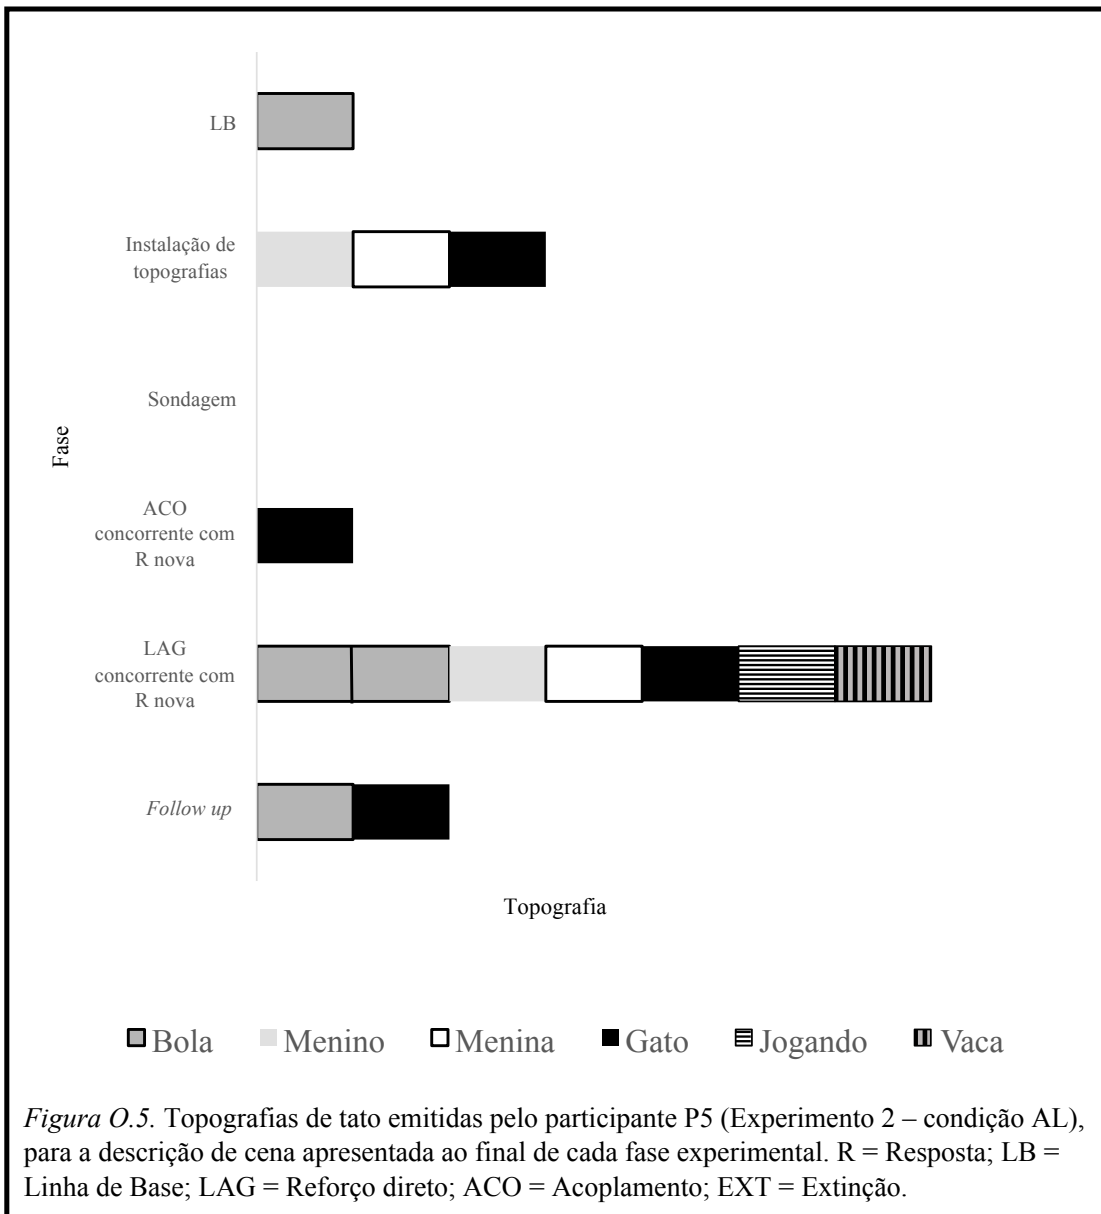 LB
Instalação de
topografias
Sondagem
Fase
ACO
concorrente com
R nova
LAG
concorrente com
R nova
Follow up
Topografia
Bola Menino Menina Gato Jogando Vaca
Figura O.5. Topografias de tato emitidas pelo participante P5 (Experimento 2 – condição AL),
para a descrição de cena apresentada ao final de cada fase experimental. R = Resposta; LB =
Linha de Base; LAG = Reforço direto; ACO = Acoplamento; EXT = Extinção.